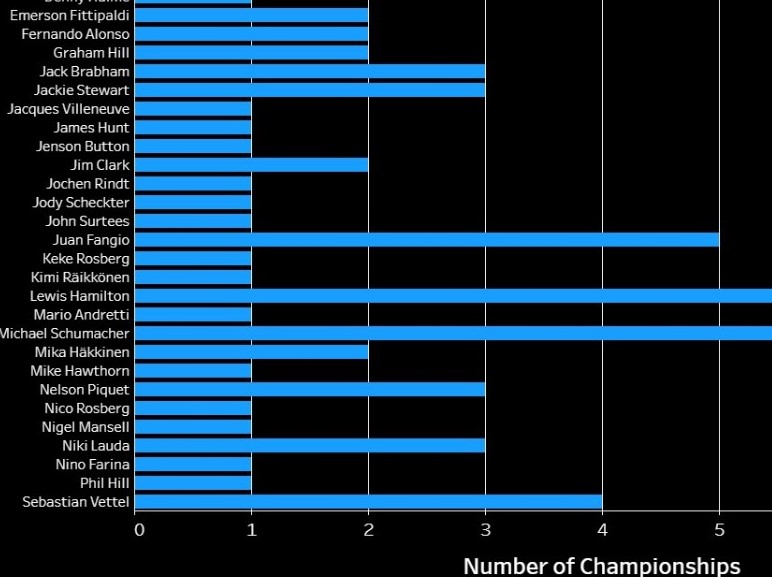 Emerson Fittipaldi
Fernando Alonso
Graham Hill
Jack Brabham
Jackie Stewart
Jacques Villeneuve
James Hunt
Jenson Button
Jim Clark
Jochen Rindt
Jody Scheckter
John Surtees
Juan Fangio
Keke Rosberg
Kimi Räikkönen
Lewis Hamilton
Mario Andretti
Michael Schumacher
Mika Häkkinen
Mike Hawthorn
Nelson Piquet
Nico Rosberg
Nigel Mansell
Niki Lauda
Nino Farina
Phil Hill
Sebastian Vettel
0 1 2 3 4 5
Number of Championships